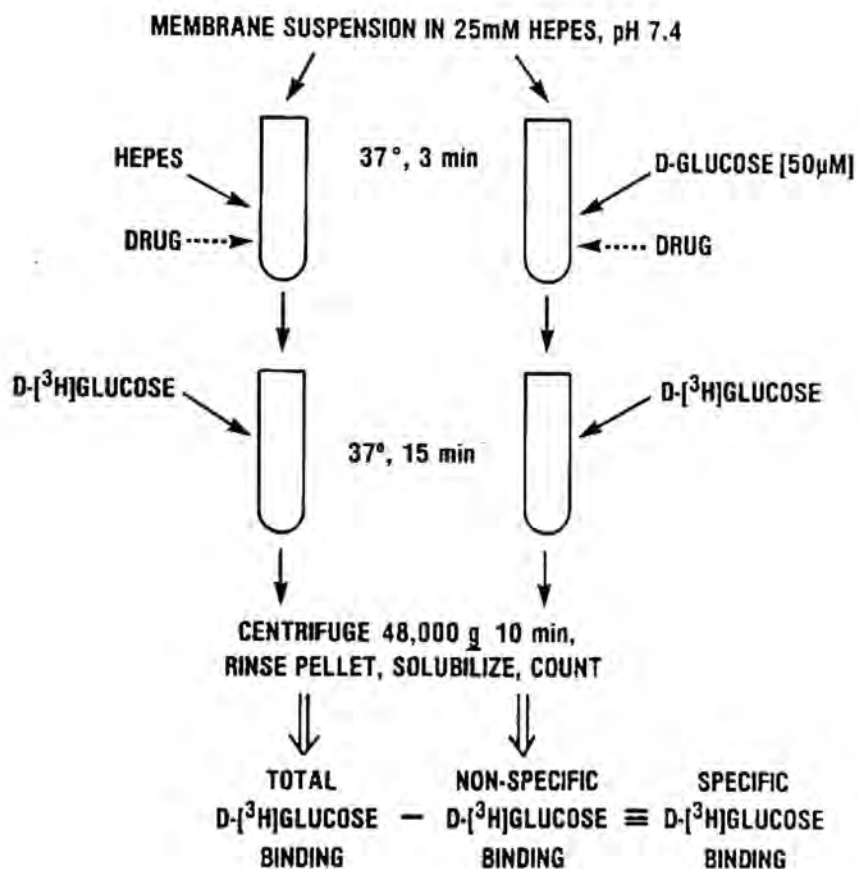 MEMBRANE SUSPENSION IN 25mM HEPES, pH 7.4
HEPES
37°, 3 min
D-GLUCOSE [50μM]
DRUG
DRUG
D-[³H]GLUCOSE
D-[³H]GLUCOSE
37°, 15 min
CENTRIFUGE 48,000 g 10 min,
RINSE PELLET, SOLUBILIZE, COUNT
TOTAL NON-SPECIFIC SPECIFIC
D-[³H]GLUCOSE — D-[³H]GLUCOSE ≡ D-[³H]GLUCOSE
BINDING BINDING BINDING